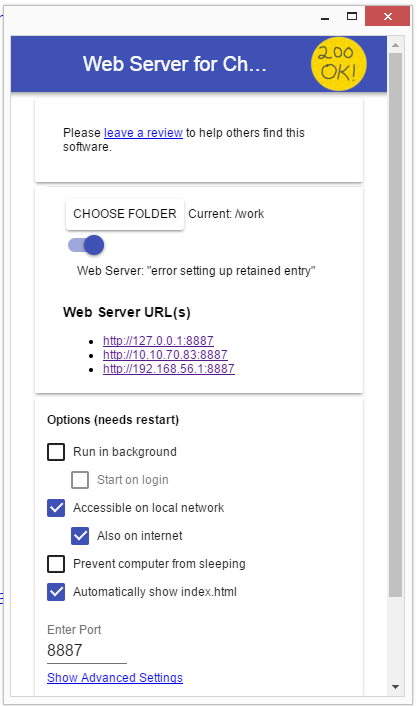 Web Server for Ch...
200
OK!
Please leave a review to help others find this
software.
CHOOSE FOLDER Current: /work
Web Server: "error setting up retained entry"
Web Server URL(s)
http://127.0.0.1:8887
http://10.10.70.83:8887
http://192.168.56.1:8887
Options (needs restart)
Run in background
Start on login
Accessible on local network
Also on internet
Prevent computer from sleeping
Automatically show index.html
Enter Port
8887
Show Advanced Settings